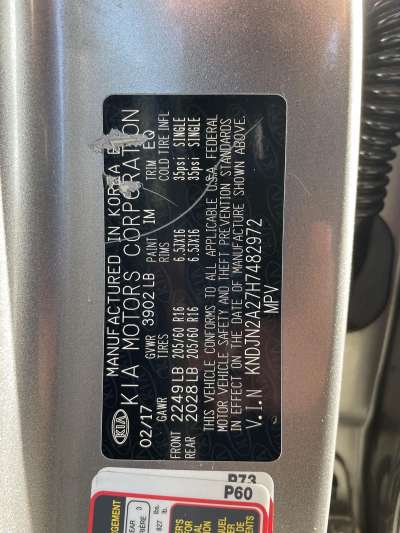 MANUFACTURED IN KOREA
KIA KIA MOTORS CORPORATION
02/17 GVWR 3902LB PAINT 1M TRIM EQ
GAWR RIMS COLD TIRE INFL
FRONT 2249LB 205/60 R16 6.5JX16 35psi SINGLE
REAR 2028LB 205/60 R16 6.5JX16 35psi SINGLE
THIS VEHICLE CONFORMS TO ALL APPLICABLE U.S.A. FEDERAL
MOTOR VEHICLE SAFETY AND THEFT PREVENTION STANDARDS
IN EFFECT ON THE DATE OF MANUFACTURE SHOWN ABOVE.
V.I.N KNDJN2A27H7482972
MPV
P73
P60